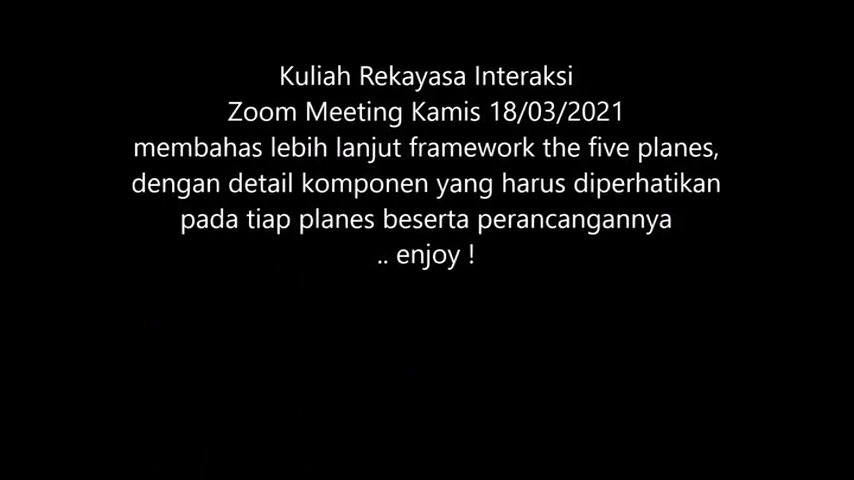 Kuliah Rekayasa Interaksi
Zoom Meeting Kamis 18/03/2021
membahas lebih lanjut framework the five planes,
dengan detail komponen yang harus diperhatikan
pada tiap planes beserta perancangannya
.. enjoy !